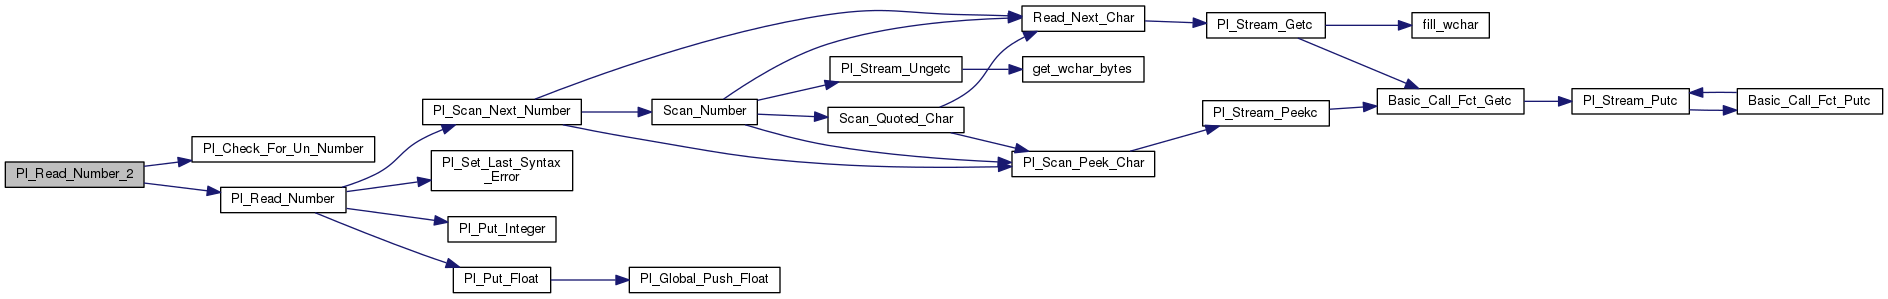 Pl_Read_Number_2
Pl_Check_For_Un_Number
Pl_Read_Number
Pl_Scan_Next_Number
Pl_Set_Last_Syntax
_Error
Pl_Put_Integer
Pl_Put_Float
Pl_Global_Push_Float
Scan_Number
Pl_Stream_Ungetc
Scan_Quoted_Char
Read_Next_Char
get_wchar_bytes
Pl_Scan_Peek_Char
Pl_Stream_Getc
Pl_Stream_Peekc
fill_wchar
Basic_Call_Fct_Getc
Pl_Stream_Putc
Basic_Call_Fct_Putc